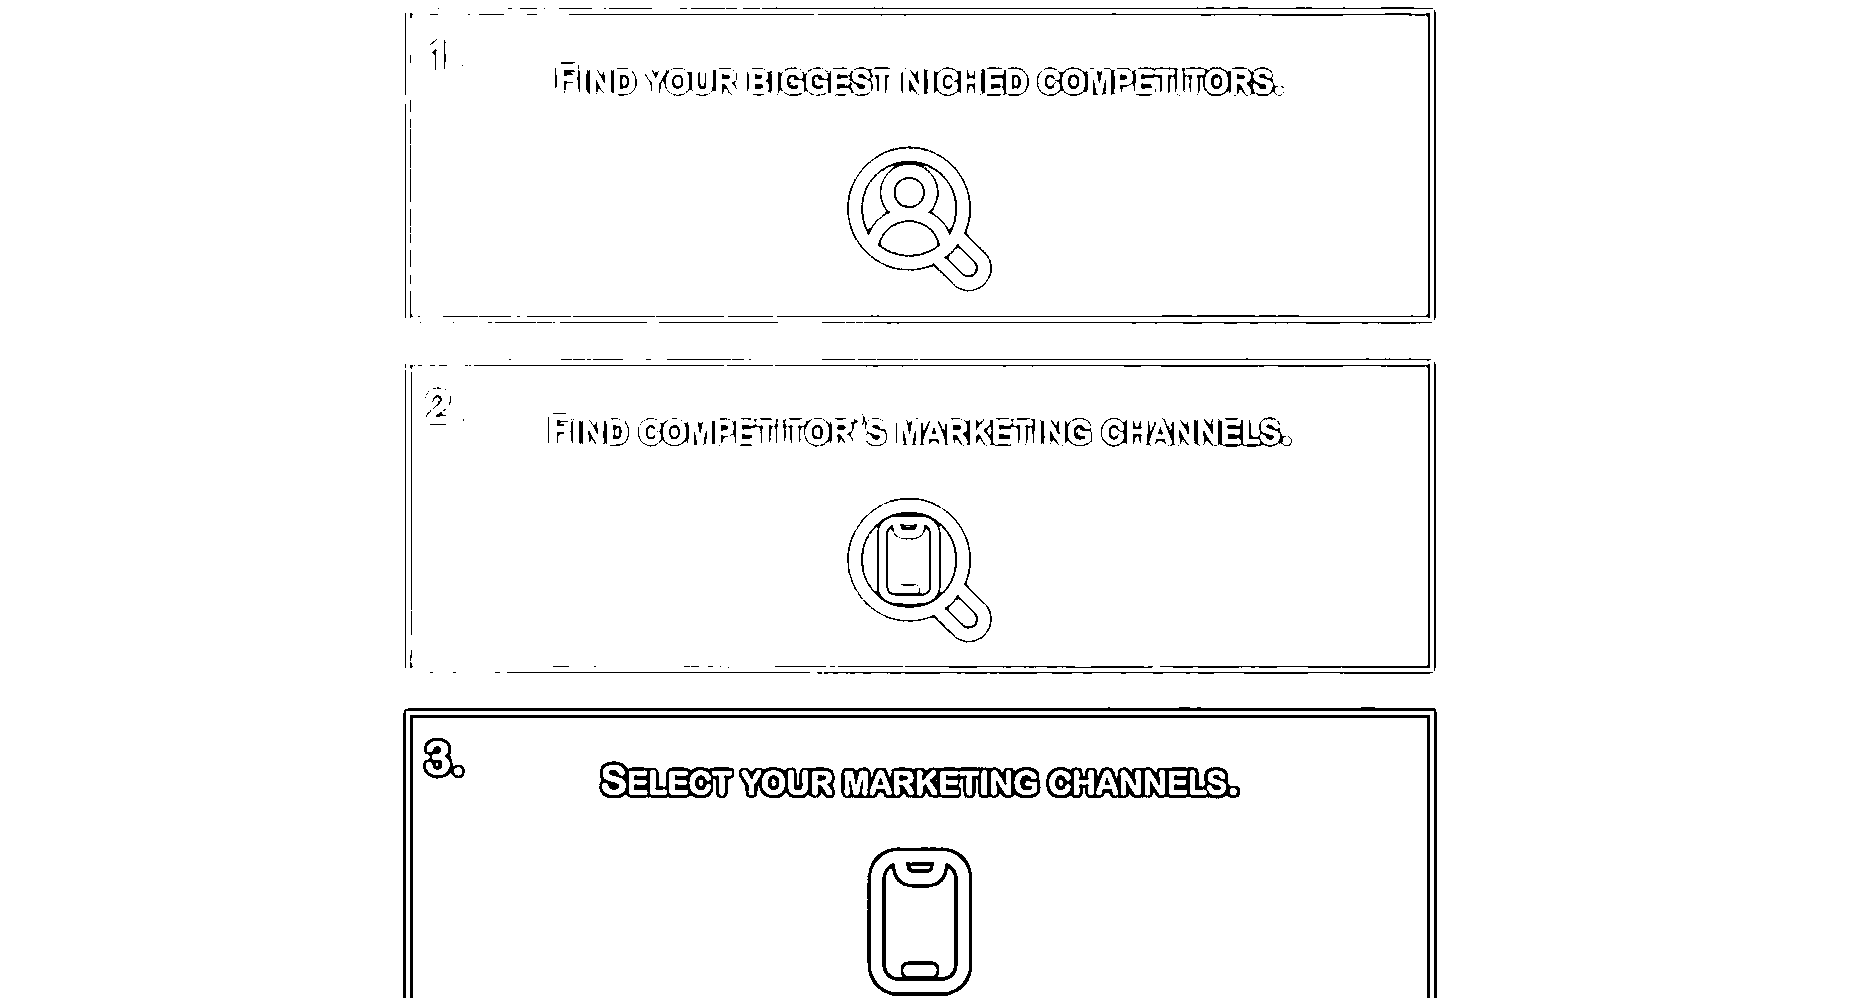 1.
Find your biggest niched competitors.
2.
Find competitor's marketing channels.
3.
Select your marketing channels.